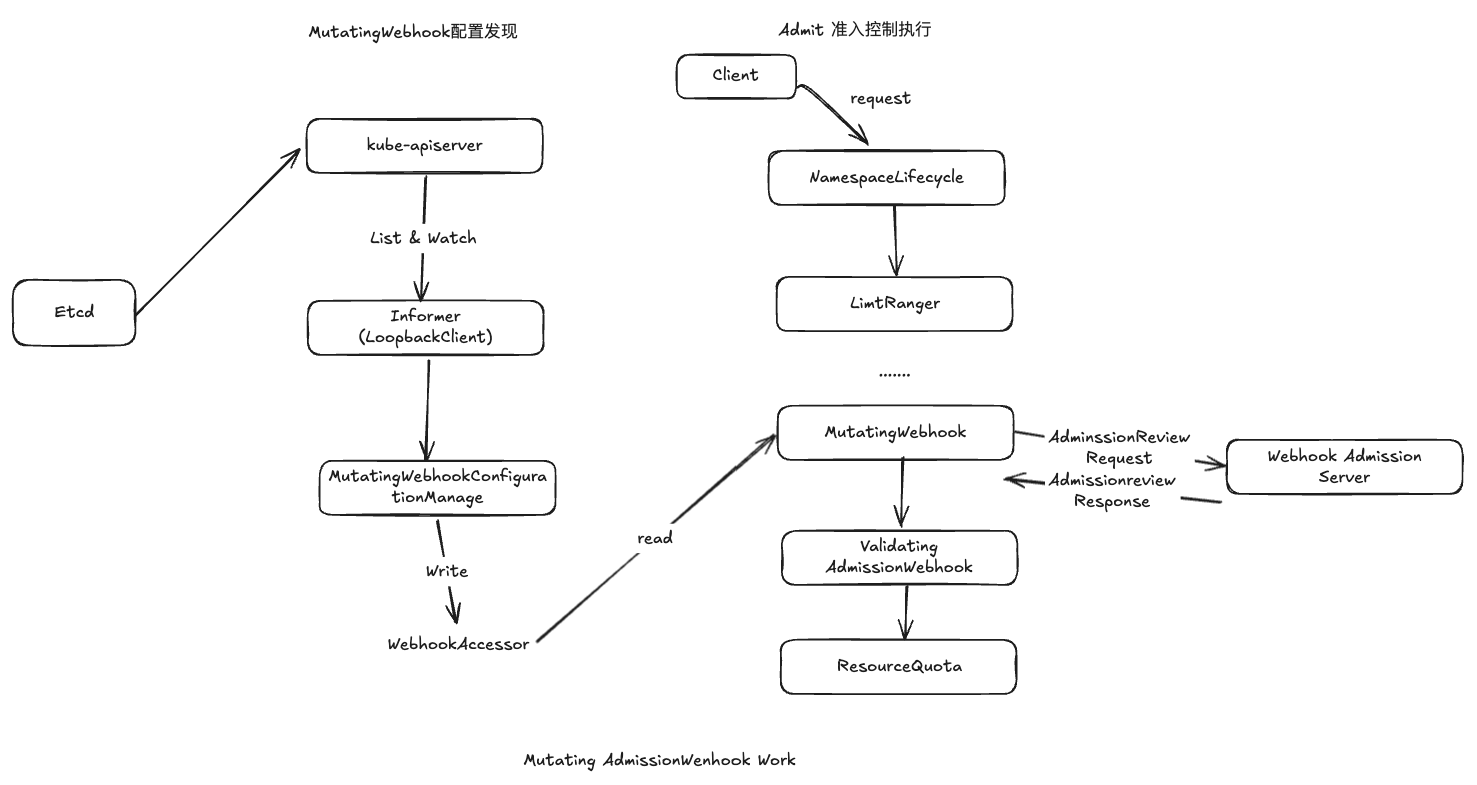 MutatingWebhook配置发现
kube-apiserver
List & Watch
Etcd
Informer
(LoopbackClient)
MutatingWebhookConfigura
tionManage
Write
WebhookAccessor
read
Admit 准入控制执行
Client
request
NamespaceLifecycle
LimtRanger
.......
MutatingWebhook
AdminssionReview
Request
Admissionreview
Response
Webhook Admission
Server
Validating
AdmissionWebhook
ResourceQuota
Mutating AdmissionWenhook Work